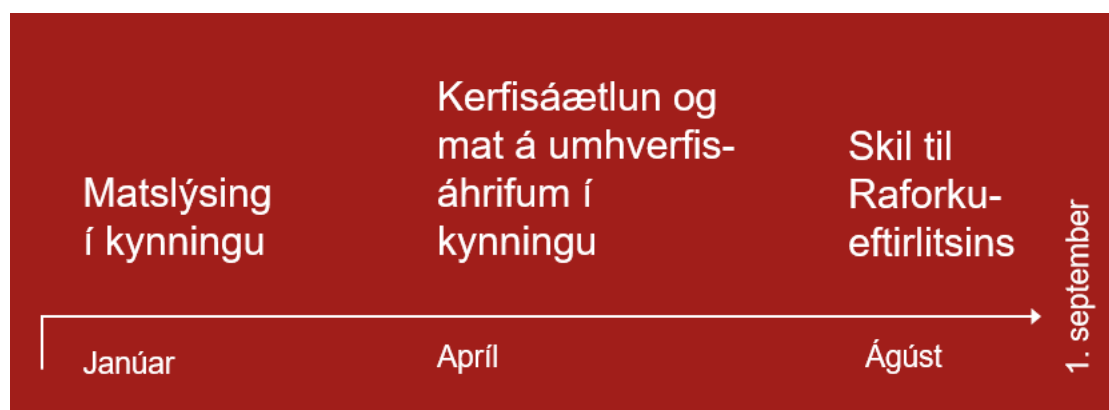 Matslýsing
í kynningu
Kerfisáætlun og
mat á umhverfis-
áhrifum í
kynningu
Skil til
Raforku-
eftirlitsins
Janúar
Apríl
Ágúst
1. september